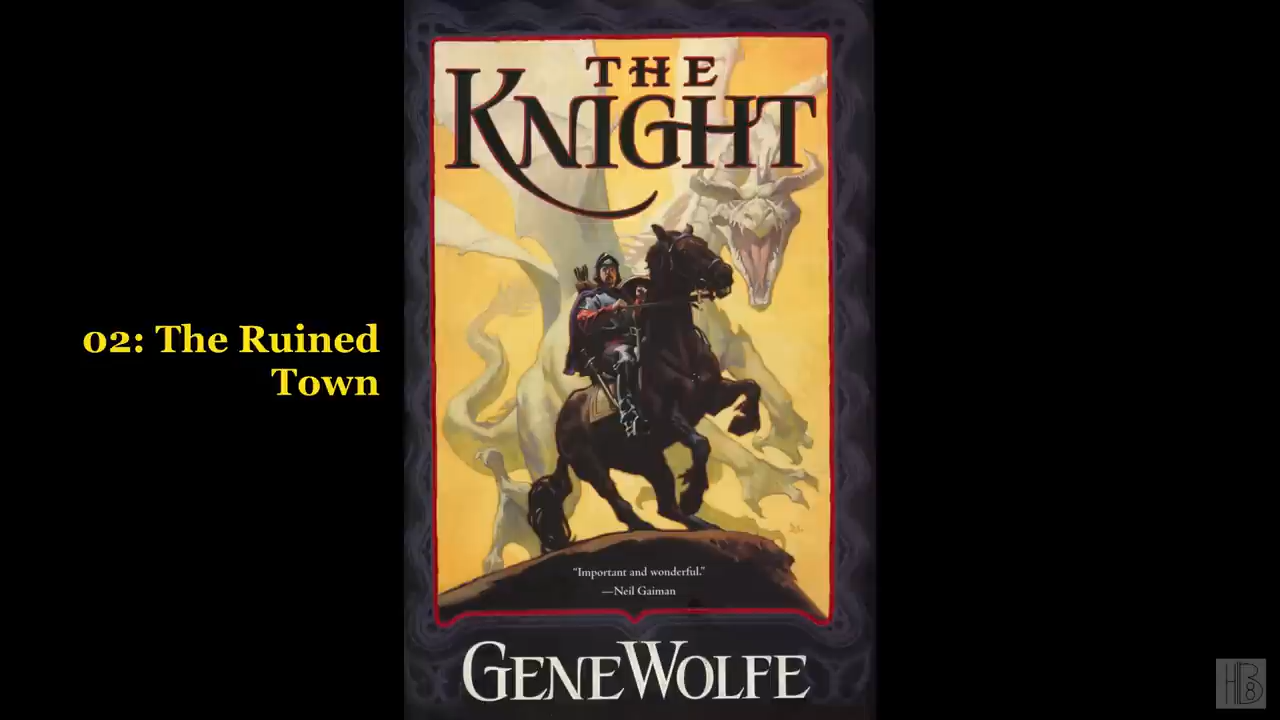 02: The Ruined
Town
THE
KNIGHT
"Important and wonderful."
—Neil Gaiman
GENE WOLFE